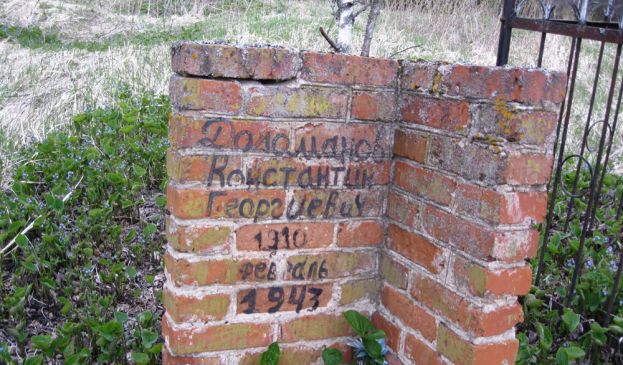 Доломанов
Константин
Георгиевич
1910
февраль
1943